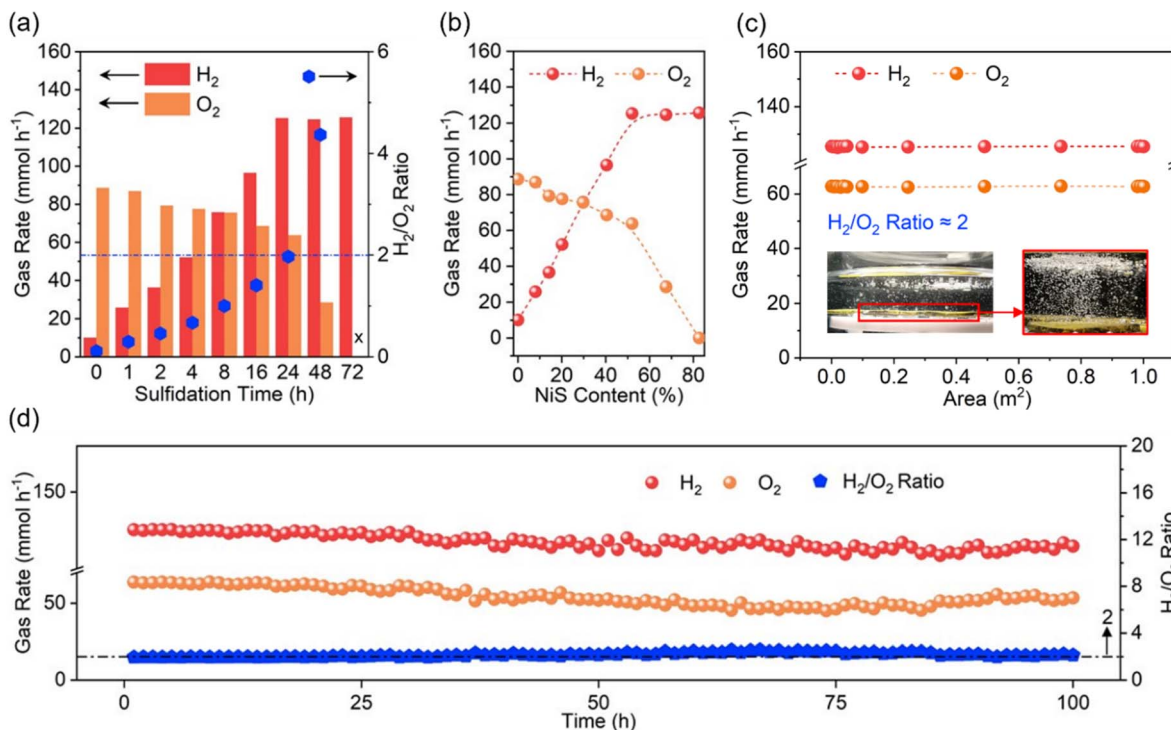 (a)
160
140
120
100
80
60
40
20
0
Gas Rate (mmol h⁻¹)
H₂
O₂
6
4
2
0
H₂/O₂ Ratio
x
0 1 2 4 8 16 24 48 72
Sulfidation Time (h)
(b)
160
140
120
100
80
60
40
20
0
Gas Rate (mmol h⁻¹)
H₂ O₂
0 20 40 60 80
NiS Content (%)
(c)
160
140
60
40
20
0
Gas Rate (mmol h⁻¹)
H₂ O₂
H₂/O₂ Ratio ≈ 2
0.0 0.2 0.4 0.6 0.8 1.0
Area (m²)
(d)
150
50
0
Gas Rate (mmol h⁻¹)
H₂ O₂ H₂/O₂ Ratio
20
16
12
8
4
0
H₂/O₂ Ratio
2
0 25 50 75 100
Time (h)